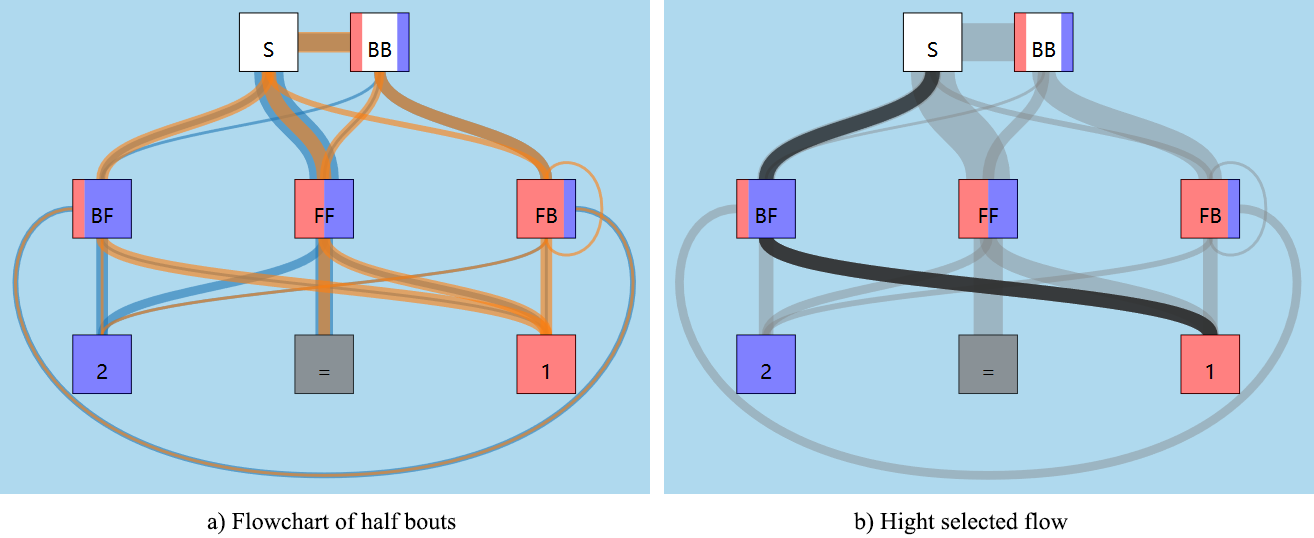 S BB
BF FF FB
2 = 1
a) Flowchart of half bouts
S BB
BF FF FB
2 = 1
b) Hight selected flow